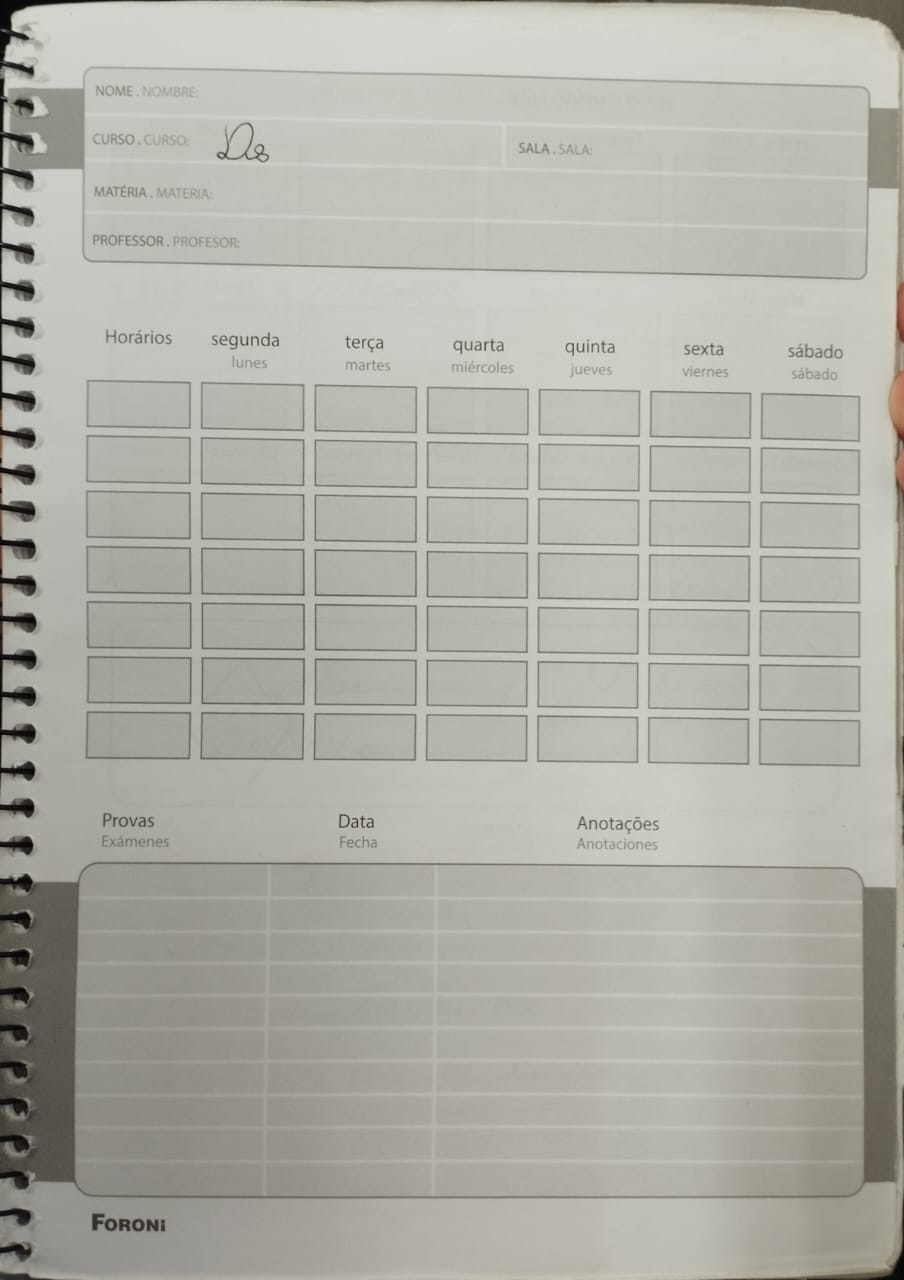 NOME . NOMBRE:
CURSO . CURSO:
SALA . SALA:
MATÉRIA . MATERIA:
PROFESSOR . PROFESOR:
Horários segunda terça quarta quinta sexta sábado
lunes martes miércoles jueves viernes sábado
Provas Data Anotações
Exámenes Fecha Anotaciones
FORONI